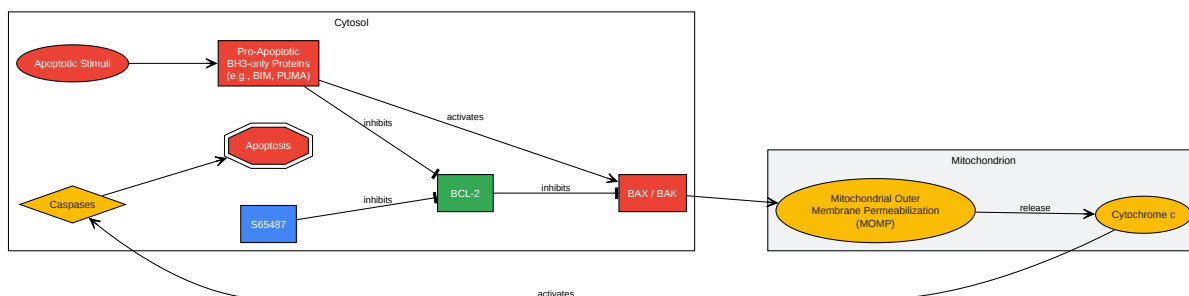 Cytosol
Apoptotic Stimuli
Pro-Apoptotic
BH3-only Proteins
(e.g., BIM, PUMA)
inhibits
activates
Apoptosis
Caspases
S65487
inhibits
BCL-2
inhibits
BAX / BAK
Mitochondrion
Mitochondrial Outer
Membrane Permeabilization
(MOMP)
release
Cytochrome c
activates